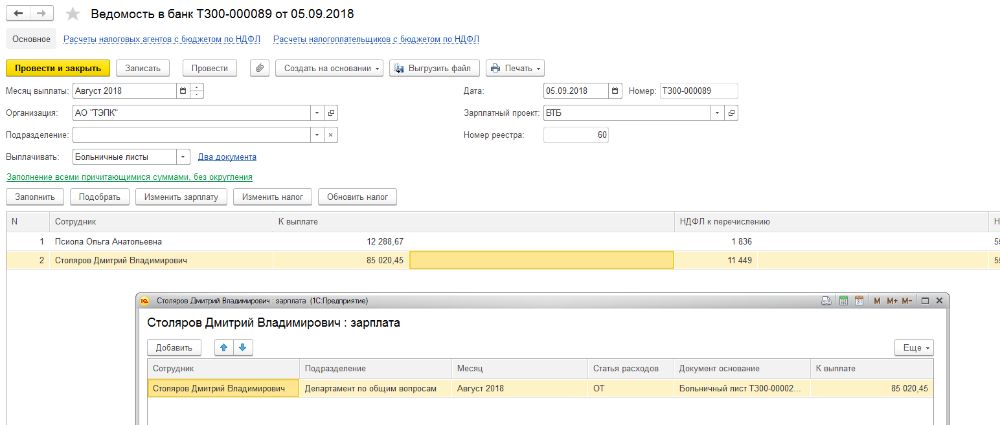 Ведомость в банк ТЗ00-000089 от 05.09.2018
Основное Расчеты налоговых агентов с бюджетом по НДФЛ Расчеты налогоплательщиков с бюджетом по НДФЛ
Провести и закрыть Записать Провести Создать на основании Выгрузить файл Печать
Месяц выплаты: Август 2018 Дата: 05.09.2018 Номер: ТЗ00-000089
Организация: АО "ТЭПК" Зарплатный проект: ВТБ
Подразделение: Номер реестра: 60
Выплачивать: Больничные листы Два документа
Заполнение всеми причитающимися суммами, без округления
Заполнить Подобрать Изменить зарплату Изменить налог Обновить налог
N Сотрудник К выплате НДФЛ к перечислению Н
1 Псиола Ольга Анатольевна 12 288,67 1 836
2 Столяров Дмитрий Владимирович 85 020,45 11 449
Столяров Дмитрий Владимирович : зарплата (1С:Предприятие) 31 M M+ M-
Столяров Дмитрий Владимирович : зарплата
Добавить Еще
Сотрудник Подразделение Месяц Статья расходов Документ основание К выплате
Столяров Дмитрий Владимирович Департамент по общим вопросам Август 2018 ОТ Больничный лист ТЗ00-00002... 85 020,45